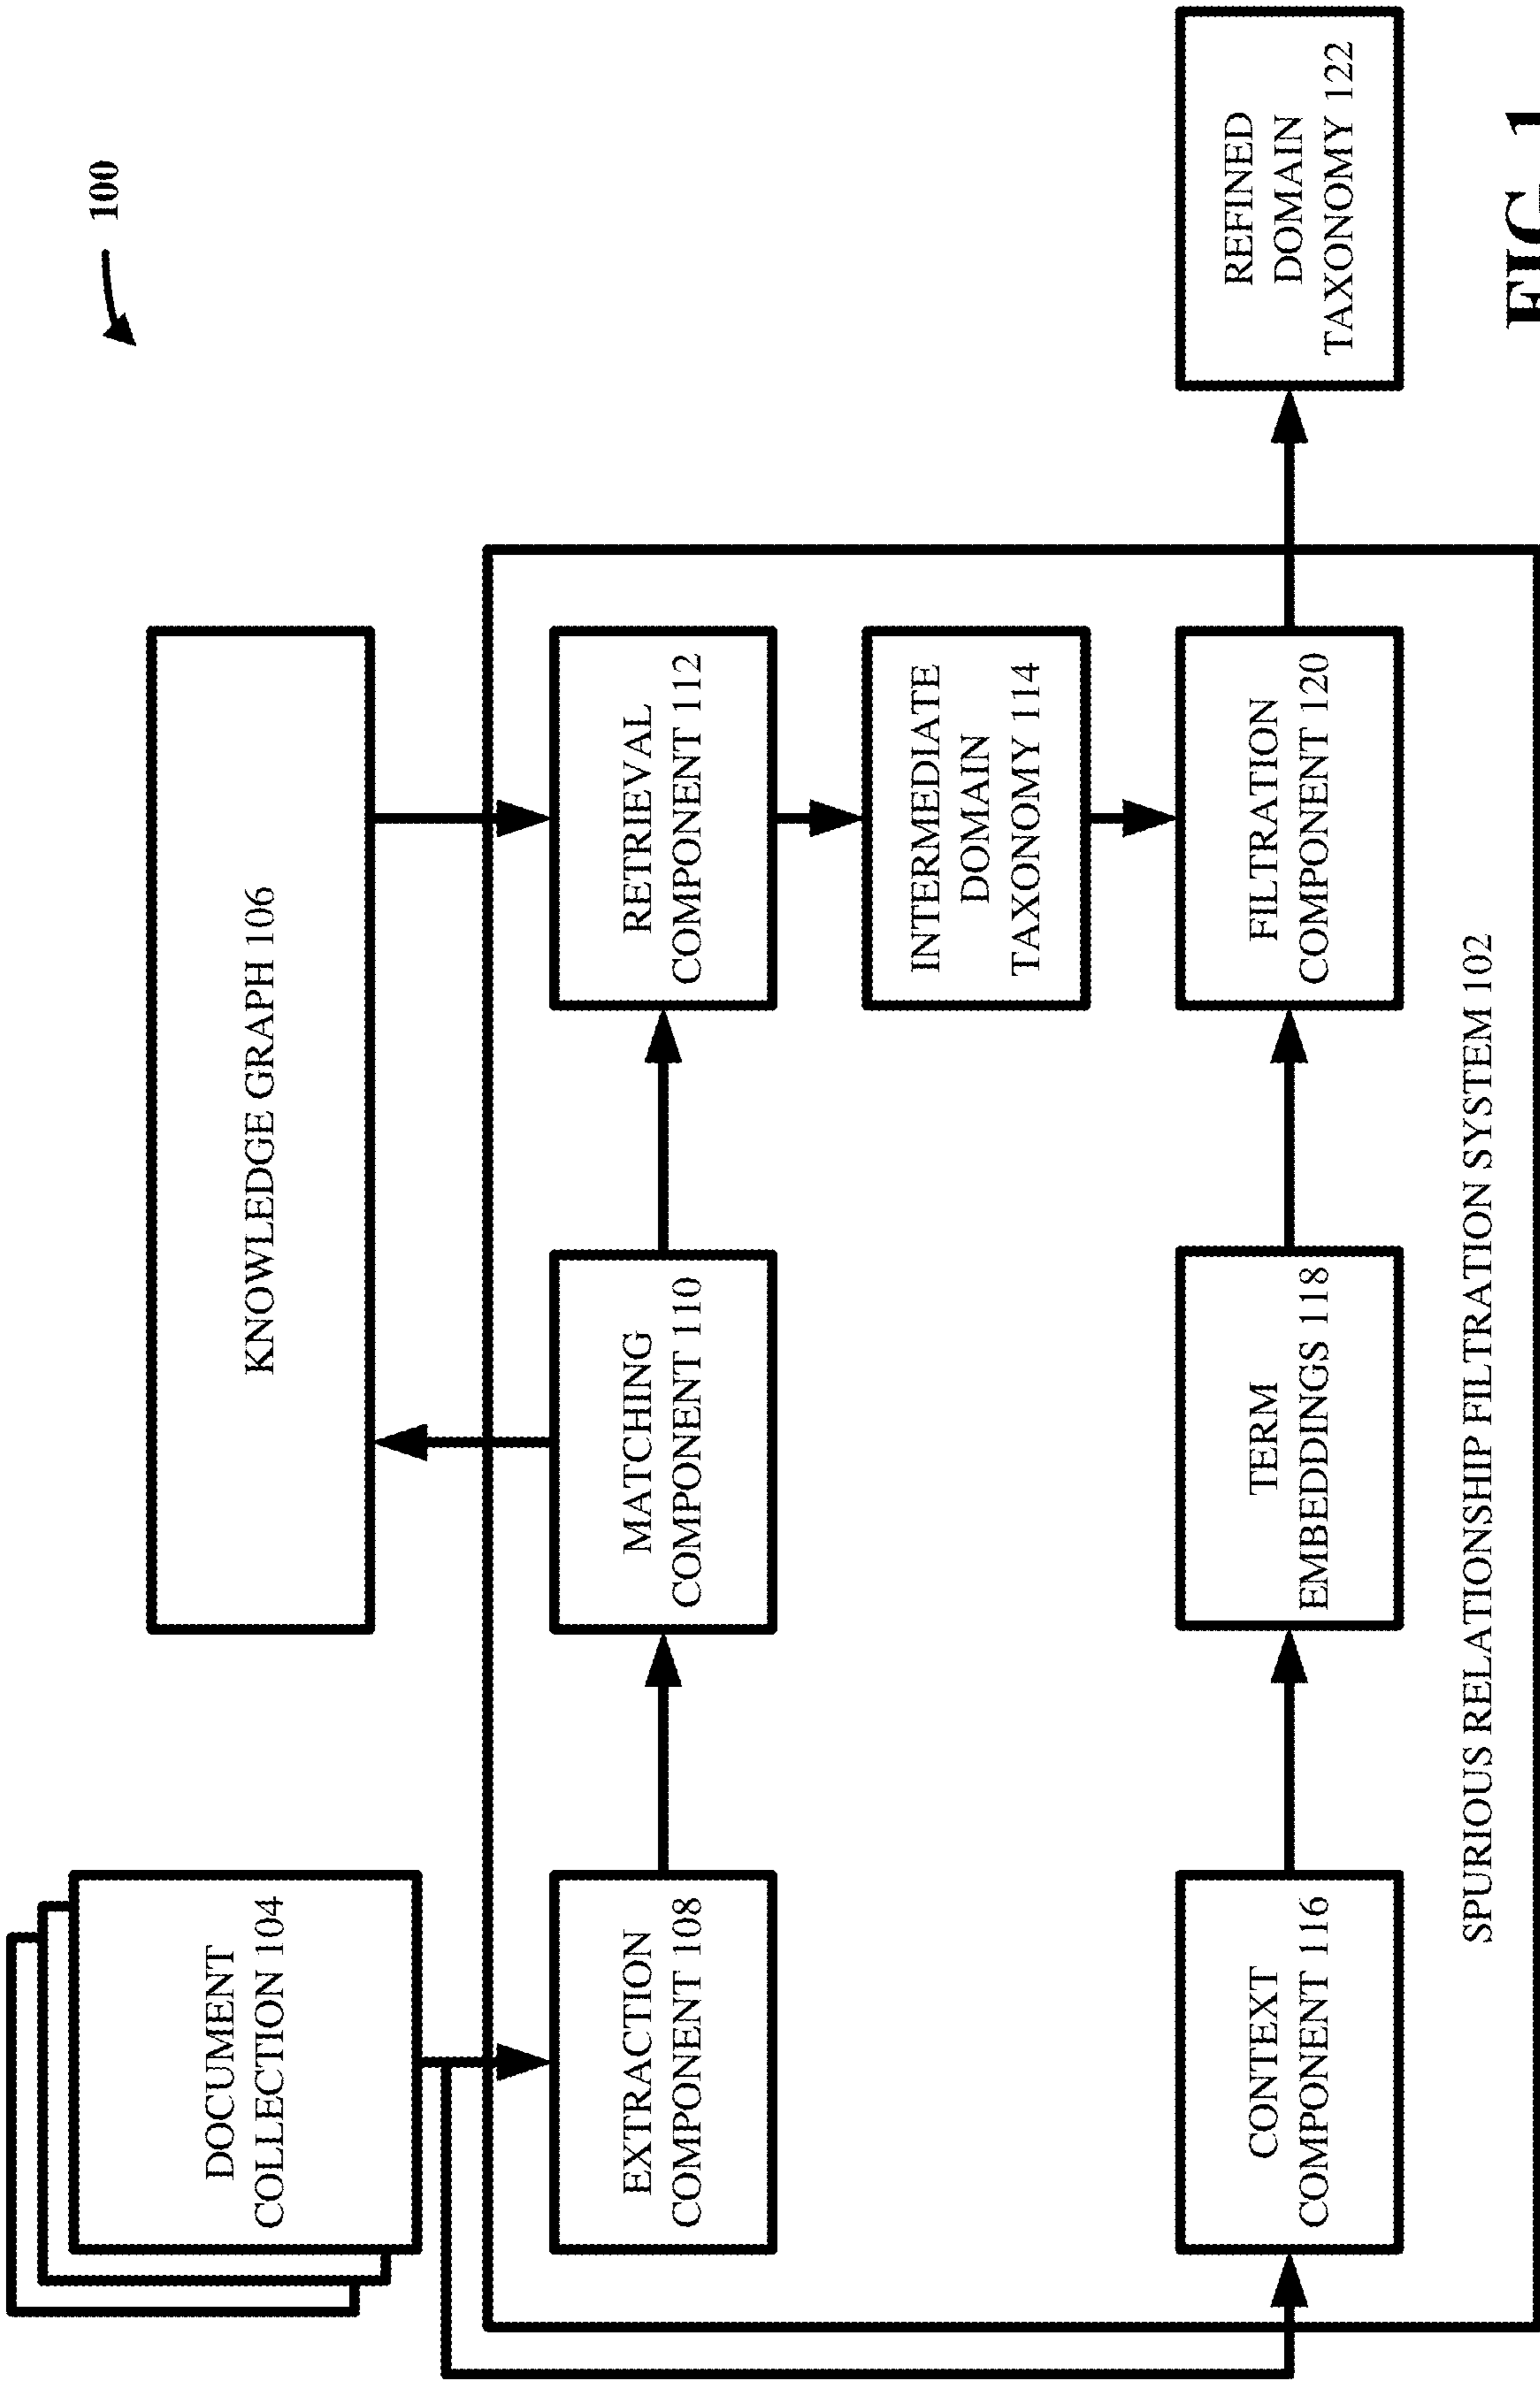 100
DOCUMENT
COLLECTION 104
KNOWLEDGE GRAPH 106
EXTRACTION
COMPONENT 108
MATCHING
COMPONENT 110
RETRIEVAL
COMPONENT 112
INTERMEDIATE
DOMAIN
TAXONOMY 114
CONTEXT
COMPONENT 116
TERM
EMBEDDINGS 118
FILTRATION
COMPONENT 120
REFINED
DOMAIN
TAXONOMY 122
SPURIOUS RELATIONSHIP FILTRATION SYSTEM 102
FIG. 1